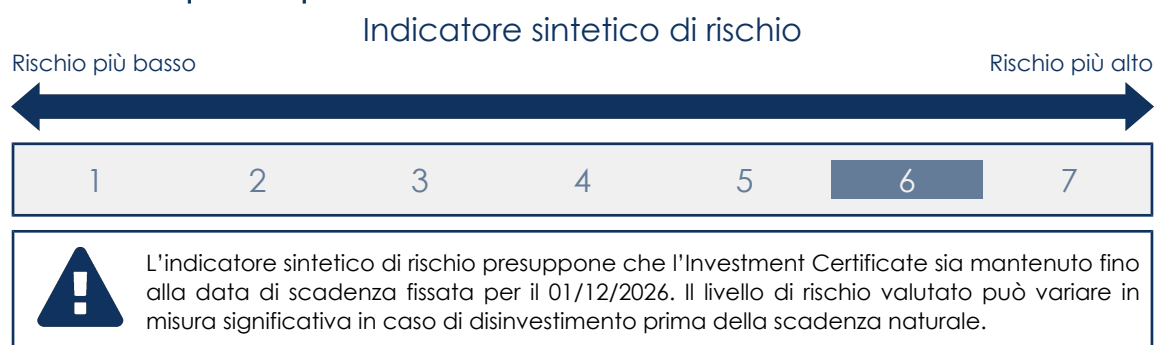 Indicatore sintetico di rischio
Rischio più basso Rischio più alto
1 2 3 4 5 6 7
L'indicatore sintetico di rischio presuppone che l'Investment Certificate sia mantenuto fino
alla data di scadenza fissata per il 01/12/2026. Il livello di rischio valutato può variare in
misura significativa in caso di disinvestimento prima della scadenza naturale.